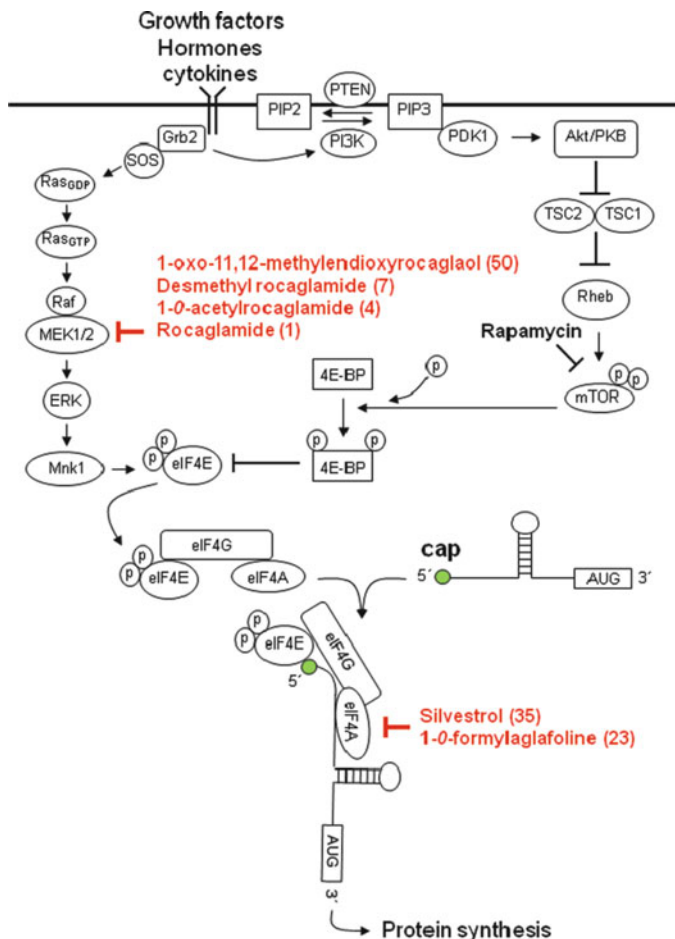 Growth factors
Hormones
cytokines
PTEN
PIP2
PIP3
PI3K
PDK1
Akt/PKB
Grb2
SOS
RasGDP
TSC2
TSC1
RasGTP
1-oxo-11,12-methylendioxyrocaglaol (50)
Desmethyl rocaglamide (7)
1-O-acetylrocaglamide (4)
Rocaglamide (1)
Raf
MEK1/2
Rheb
Rapamycin
p
p
p
mTOR
4E-BP
ERK
p
p
4E-BP
p
p
eIF4E
Mnk1
eIF4G
p
p
eIF4E
eIF4A
cap
5´
AUG
3´
p
p
eIF4E
eIF4G
5´
eIF4A
Silvestrol (35)
1-O-formylaglafoline (23)
AUG
3´
Protein synthesis